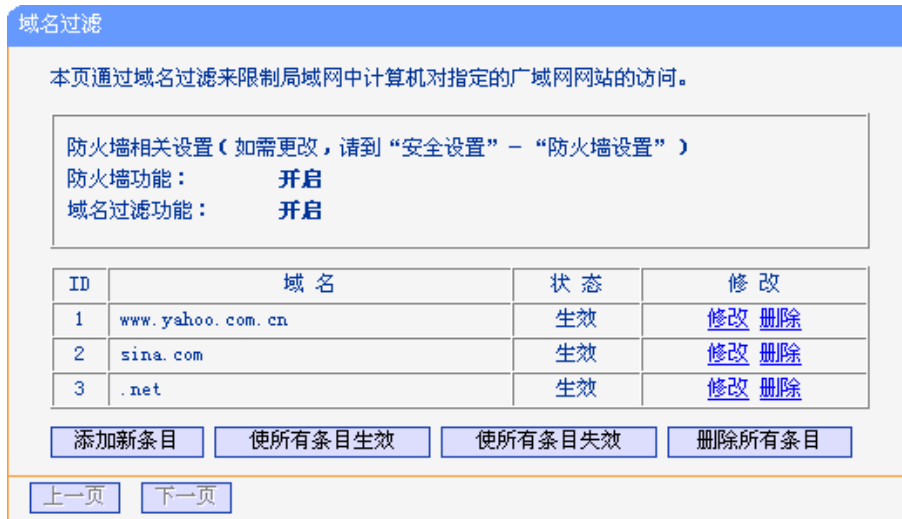 域名过滤
本页通过域名过滤来限制局域网中计算机对指定的广域网网站的访问。
防火墙相关设置(如需更改，请到“安全设置”－“防火墙设置”)
防火墙功能： 开启
域名过滤功能： 开启
ID 域 名 状 态 修 改
1 www.yahoo.com.cn 生效 修改 删除
2 sina.com 生效 修改 删除
3 .net 生效 修改 删除
添加新条目 使所有条目生效 使所有条目失效 删除所有条目
上一页 下一页